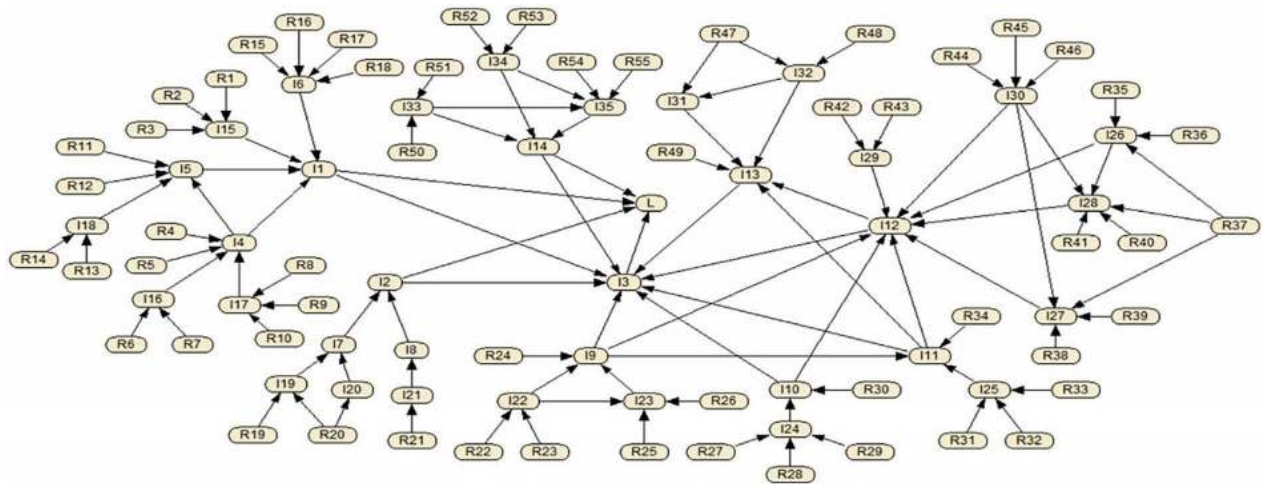 R16
R52
R53
R45
R15
R17
R47
R48
R44
R46
R1
R18
R51
I34
R54
R55
R2
I6
I32
R35
I30
R3
I15
I33
I35
I31
R42
R43
I26
R36
R11
R50
I14
R49
I29
I5
I1
I13
R12
L
I28
I18
R4
I12
R37
R14
R13
I4
R41
R40
R5
R8
I2
I3
I16
I17
R9
R34
I27
R39
R6
R7
R10
I7
I8
R24
I9
I11
R38
I19
I20
I21
I22
I23
R26
I10
R30
I25
R33
R19
R20
R21
R22
R23
R25
R27
I24
R29
R31
R32
R28